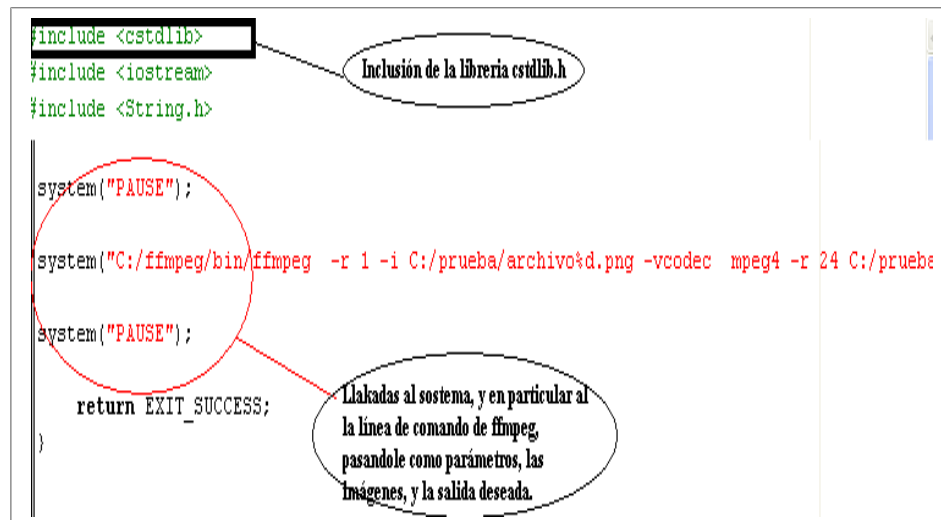 #include <cstdlib>
Inclusión de la libreria cstdlib.h
#include <iostream>
#include <String.h>
system("PAUSE");
system("C:/ffmpeg/bin/ffmpeg -r 1 -i C:/prueba/archivo%d.png -vcodec mpeg4 -r 24 C:/prueba
system("PAUSE");
return EXIT_SUCCESS;
}
Llakadas al sostema, y en particular al
la línea de comando de ffmpeg,
pasandole como parámetros, las
imágenes, y la salida deseada.